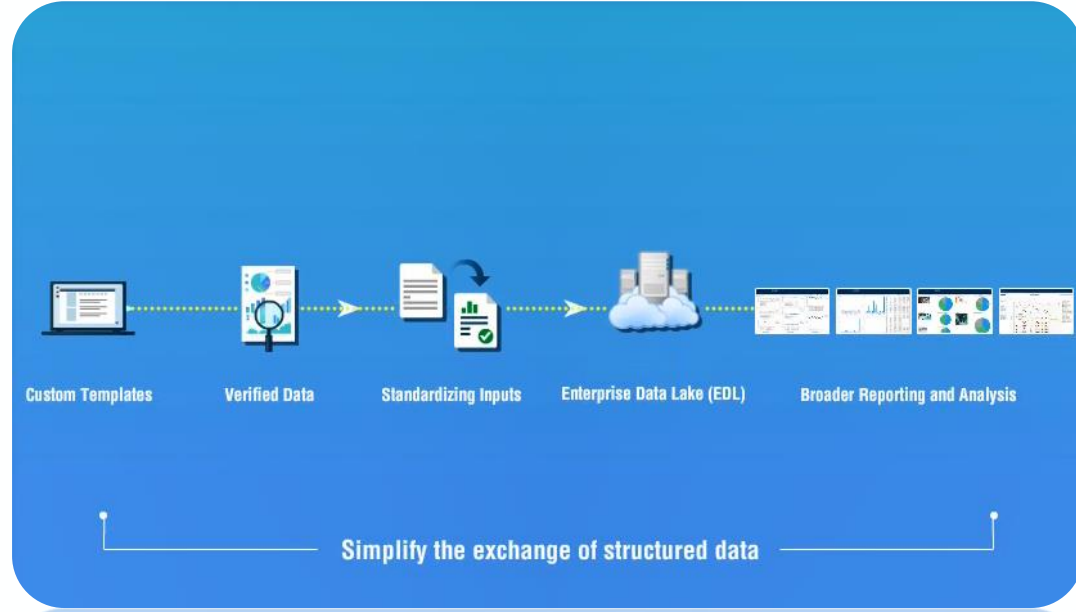 Custom Templates
Verified Data
Standardizing Inputs
Enterprise Data Lake (EDL)
Broader Reporting and Analysis
Simplify the exchange of structured data